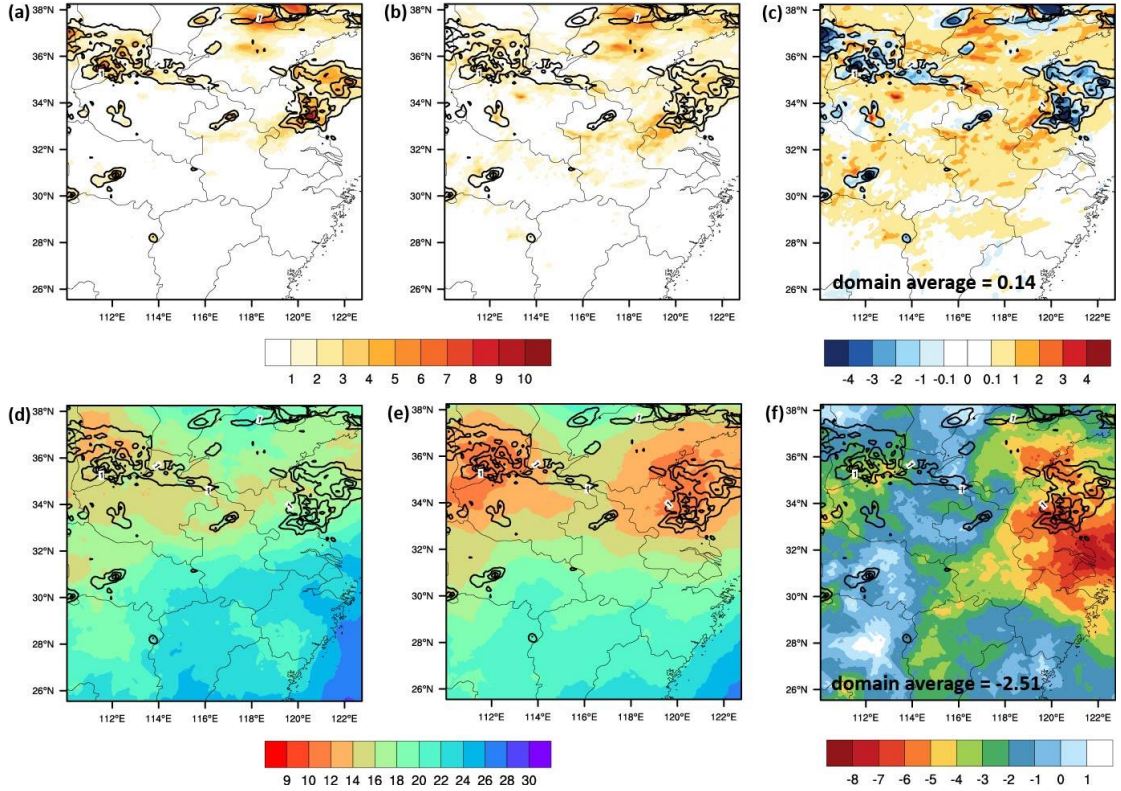 (a) (b) (c)
38°N 38°N 38°N
36°N 36°N 36°N
34°N 34°N 34°N
32°N 32°N 32°N
30°N 30°N 30°N
28°N 28°N 28°N
26°N 26°N 26°N
domain average = 0.14
112°E 114°E 116°E 118°E 120°E 122°E 112°E 114°E 116°E 118°E 120°E 122°E 112°E 114°E 116°E 118°E 120°E 122°E
1 2 3 4 5 6 7 8 9 10 -4 -3 -2 -1 -0.1 0 0.1 1 2 3 4
(d) (e) (f)
38°N 38°N 38°N
36°N 36°N 36°N
34°N 34°N 34°N
32°N 32°N 32°N
30°N 30°N 30°N
28°N 28°N 28°N
26°N 26°N 26°N
domain average = -2.51
112°E 114°E 116°E 118°E 120°E 122°E 112°E 114°E 116°E 118°E 120°E 122°E 112°E 114°E 116°E 118°E 120°E 122°E
9 10 12 14 16 18 20 22 24 26 28 30 -8 -7 -6 -5 -4 -3 -2 -1 0 1